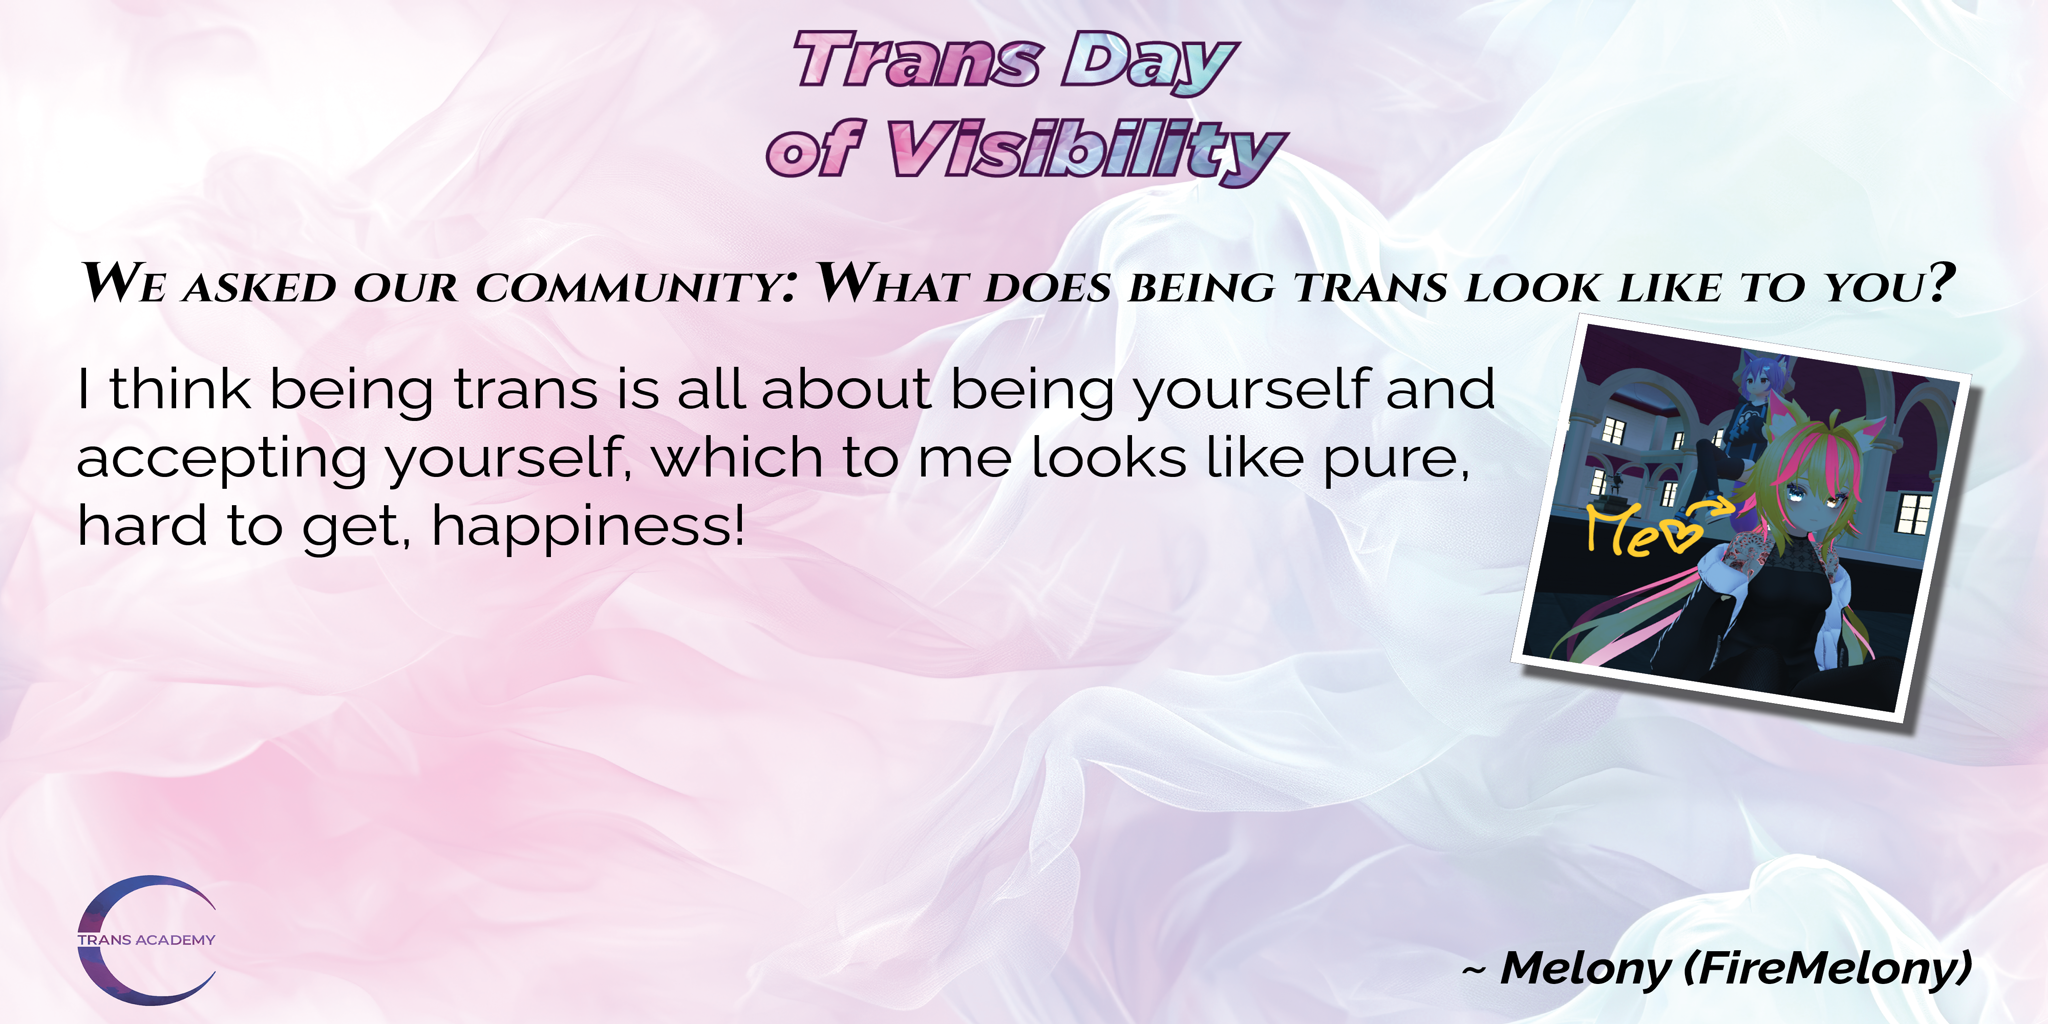 Trans Day
of Visibility
We asked our community: What does being trans look like to you?
I think being trans is all about being yourself and
accepting yourself, which to me looks like pure,
hard to get, happiness!
Me
TRANS ACADEMY
~ Melony (FireMelony)